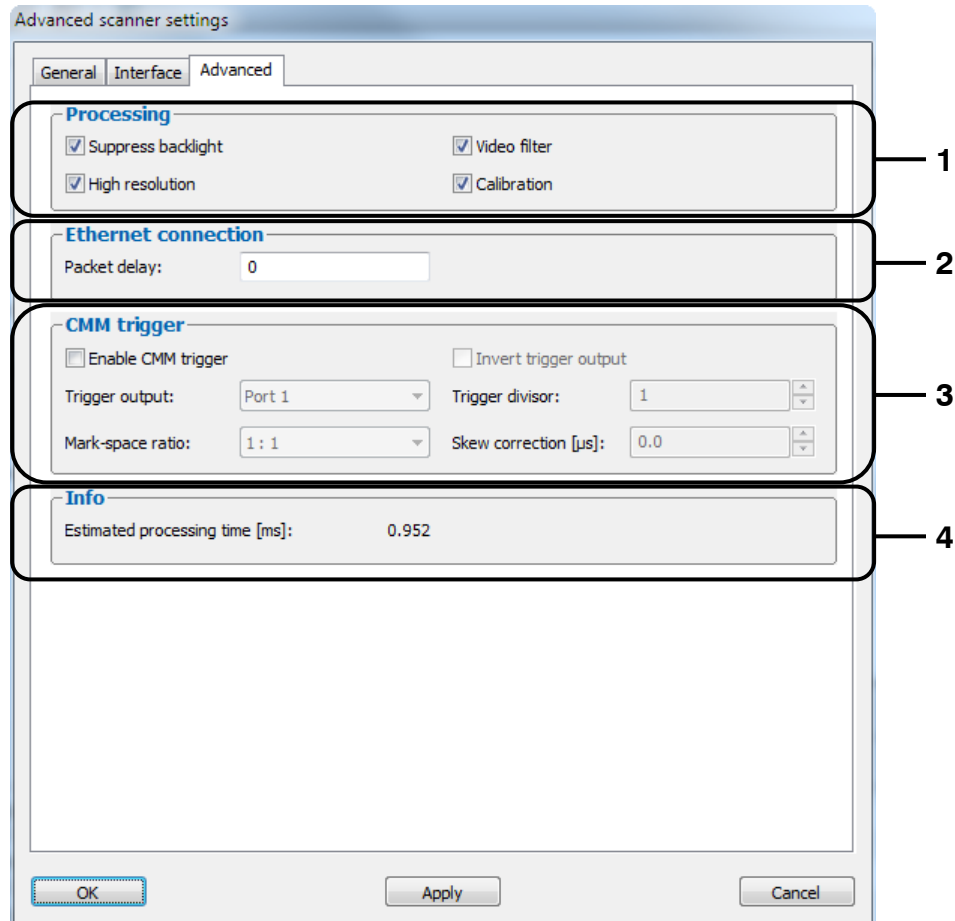 Advanced scanner settings
General Interface Advanced
Processing
Suppress backlight Video filter
High resolution Calibration
1
Ethernet connection
Packet delay: 0
2
CMM trigger
Enable CMM trigger Invert trigger output
Trigger output: Port 1 Trigger divisor: 1
Mark-space ratio: 1 : 1 Skew correction [µs]: 0.0
3
Info
Estimated processing time [ms]: 0.952
4
OK Apply Cancel